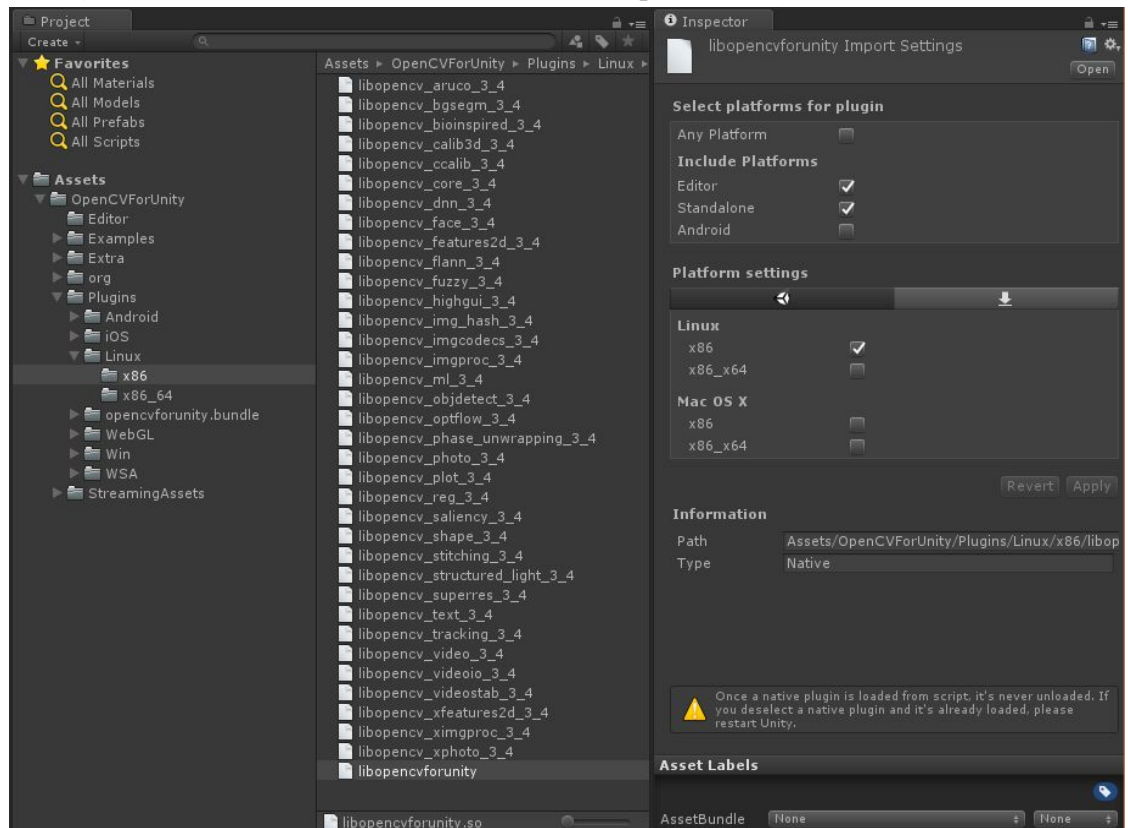 Project
Create
Favorites
All Materials
All Models
All Prefabs
All Scripts
Assets
OpenCVForUnity
Editor
Examples
Extra
org
Plugins
Android
iOS
Linux
x86
x86_64
opencvforunity.bundle
WebGL
Win
WSA
StreamingAssets
Assets OpenCVForUnity Plugins Linux
libopencv_aruco_3_4
libopencv_bgsegm_3_4
libopencv_bioinspired_3_4
libopencv_calib3d_3_4
libopencv_ccalib_3_4
libopencv_core_3_4
libopencv_dnn_3_4
libopencv_face_3_4
libopencv_features2d_3_4
libopencv_flann_3_4
libopencv_fuzzy_3_4
libopencv_highgui_3_4
libopencv_img_hash_3_4
libopencv_imgcodecs_3_4
libopencv_imgproc_3_4
libopencv_ml_3_4
libopencv_objdetect_3_4
libopencv_optflow_3_4
libopencv_phase_unwrapping_3_4
libopencv_photo_3_4
libopencv_plot_3_4
libopencv_reg_3_4
libopencv_saliency_3_4
libopencv_shape_3_4
libopencv_stitching_3_4
libopencv_structured_light_3_4
libopencv_superres_3_4
libopencv_text_3_4
libopencv_tracking_3_4
libopencv_video_3_4
libopencv_videoio_3_4
libopencv_videostab_3_4
libopencv_xfeatures2d_3_4
libopencv_ximgproc_3_4
libopencv_xphoto_3_4
libopencvforunity
libopencvforunity.so
Inspector
libopencvforunity Import Settings
Open
Select platforms for plugin
Any Platform
Include Platforms
Editor
Standalone
Android
Platform settings
Linux
x86
x86_x64
Mac OS X
x86
x86_x64
Revert Apply
Information
Path Assets/OpenCVForUnity/Plugins/Linux/x86/libop
Type Native
Once a native plugin is loaded from script, it's never unloaded. If
you deselect a native plugin and it's already loaded, please
restart Unity.
Asset Labels
AssetBundle None None